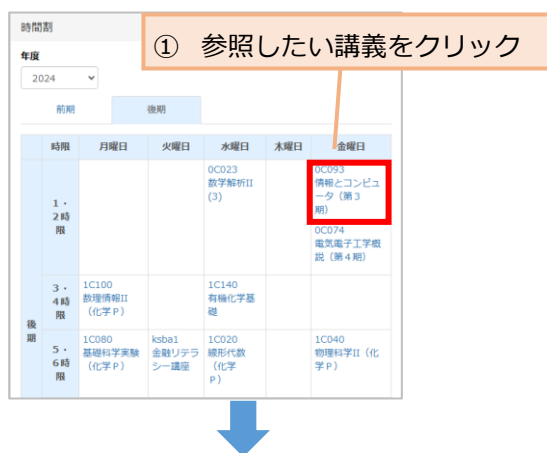 時間割
① 参照したい講義をクリック
年度
2024
前期
後期
時限 月曜日 火曜日 水曜日 木曜日 金曜日
後
期
1・
2時
限
0C023
数学解析II
(3)
0C093
情報とコンピュ
ータ（第3
期）
0C074
電気電子工学概
説（第4期）
3・
4時
限
1C100
数理情報II
（化学P）
1C140
有機化学基
礎
5・
6時
限
1C080
基礎科学実験
（化学P）
ksba1
金融リテラ
シー講座
1C020
線形代数
（化学
P）
1C040
物理科学II（化
学P）